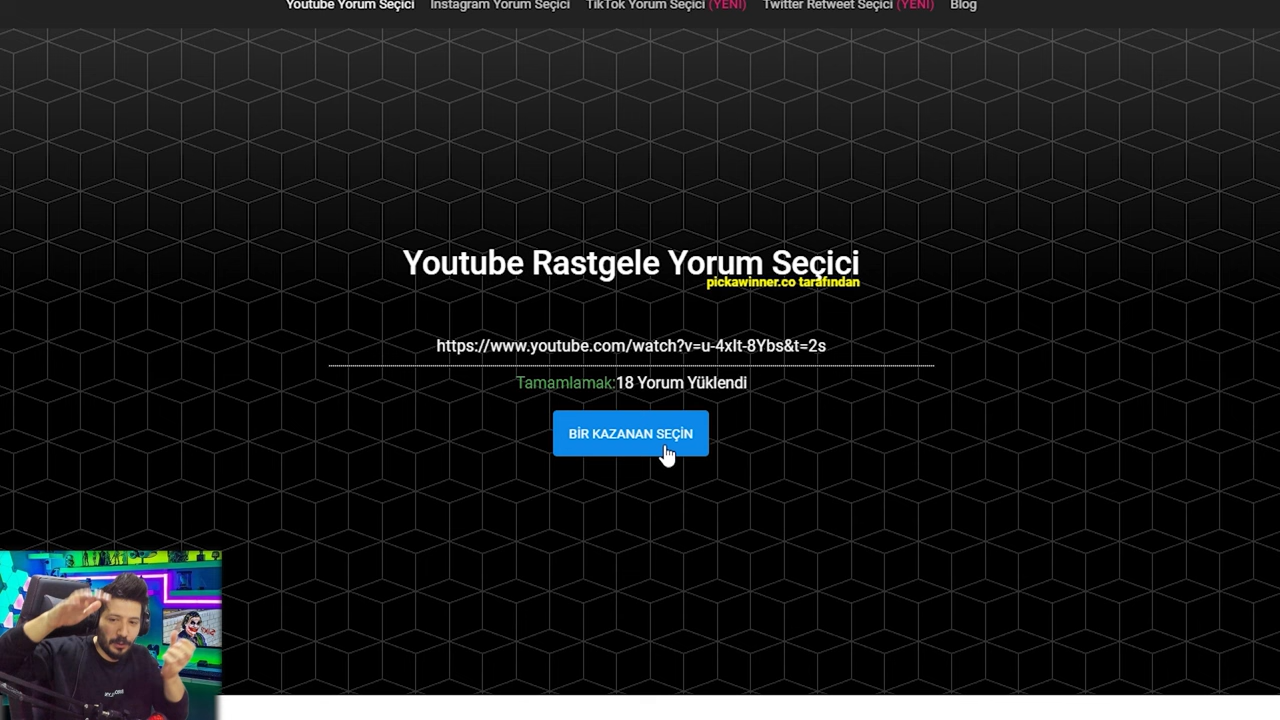 Youtube Yorum Seçici Instagram Yorum Seçici TikTok Yorum Seçici (YENİ) Twitter Retweet Seçici (YENİ) Blog
Youtube Rastgele Yorum Seçici
pickawinner.co tarafından
https://www.youtube.com/watch?v=u-4xIt-8Ybs&t=2s
Tamamlamak:18 Yorum Yüklendi
BİR KAZANAN SEÇİN